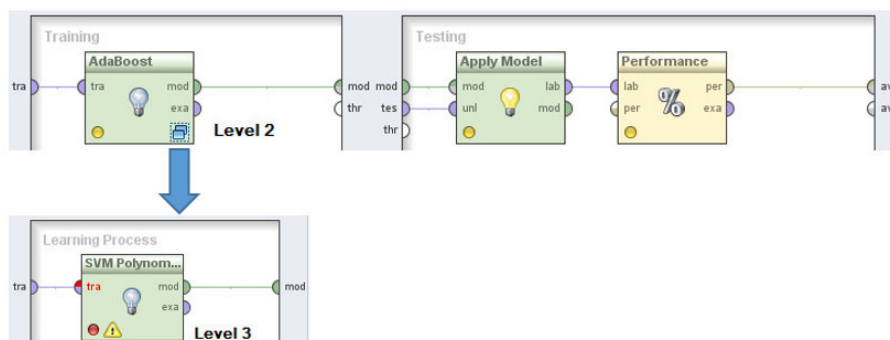 Training
Testing
AdaBoost
Apply Model
Performance
tra
tra
mod
mod
mod
mod
lab
lab
per
av
exa
thr
tes
unl
mod
per
exa
av
thr
Level 2
Learning Process
SVM Polynom...
tra
tra
mod
mod
exa
Level 3